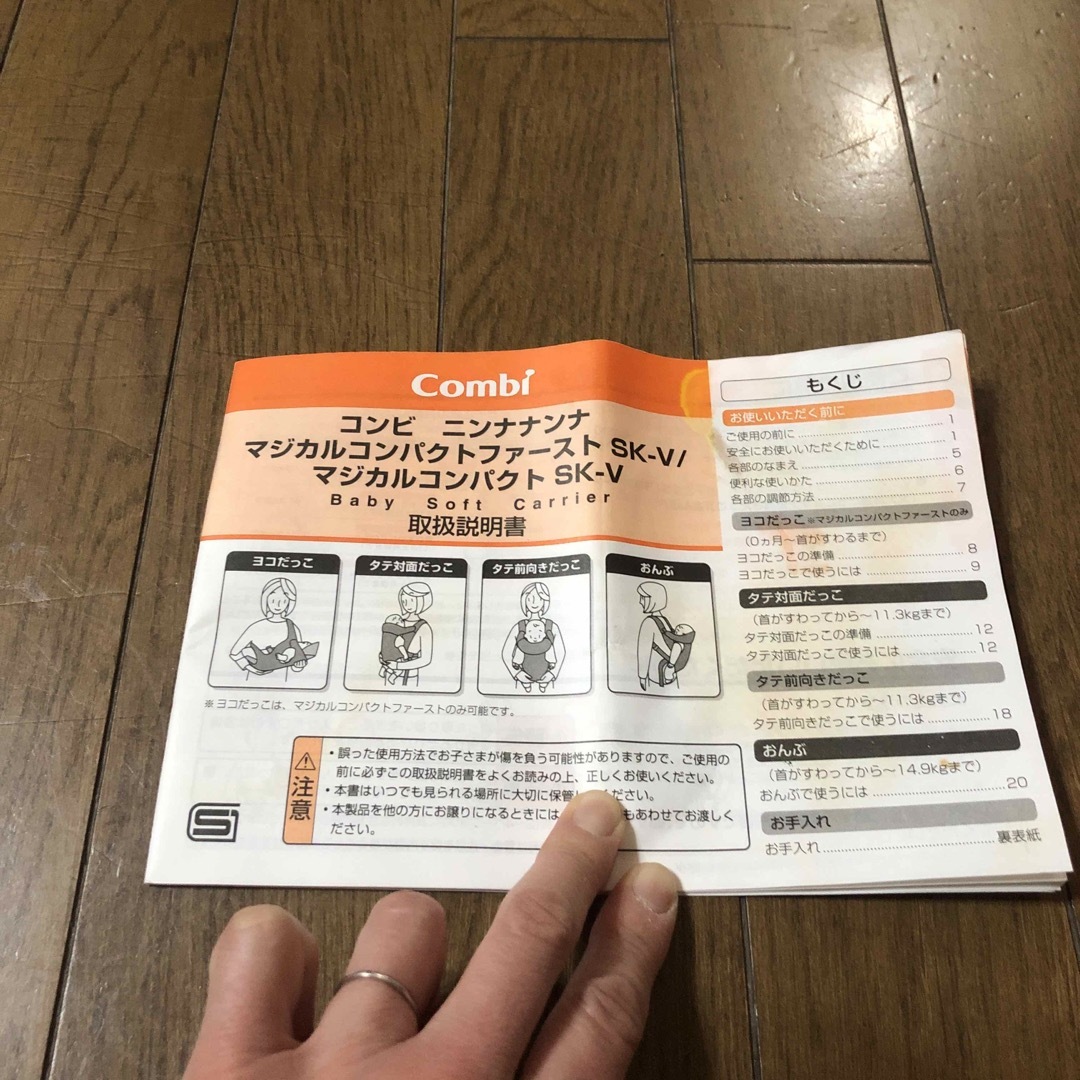 Combi
コンビ ニンナナンナ
マジカルコンパクトファースト SK-V/
マジカルコンパクト SK-V
Baby Soft Carrier
取扱説明書
ヨコだっこ
タテ対面だっこ
タテ前向きだっこ
おんぶ
※ヨコだっこは、マジカルコンパクトファーストのみ可能です。
注意
・誤った使用方法でお子さまが傷を負う可能性がありますので、ご使用の
前に必ずこの取扱説明書をよくお読みの上、正しくお使いください。
・本書はいつでも見られる場所に大切に保管し ください。
・本製品を他の方にお譲りになるときには もあわせてお渡しく
ださい。
もくじ
お使いいただく前に
ご使用の前に 1
安全にお使いいただくために 1
各部のなまえ 5
便利な使いかた 6
各部の調節方法 7
ヨコだっこ ※マジカルコンパクトファーストのみ
(0ヵ月〜首がすわるまで)
ヨコだっこの準備 8
ヨコだっこで使うには 9
タテ対面だっこ
(首がすわってから〜11.3kgまで)
タテ対面だっこの準備 12
タテ対面だっこで使うには 12
タテ前向きだっこ
(首がすわってから〜11.3kgまで)
タテ前向きだっこで使うには 18
おんぶ
(首がすわってから〜14.9kgまで)
おんぶで使うには 20
お手入れ
お手入れ 裏表紙